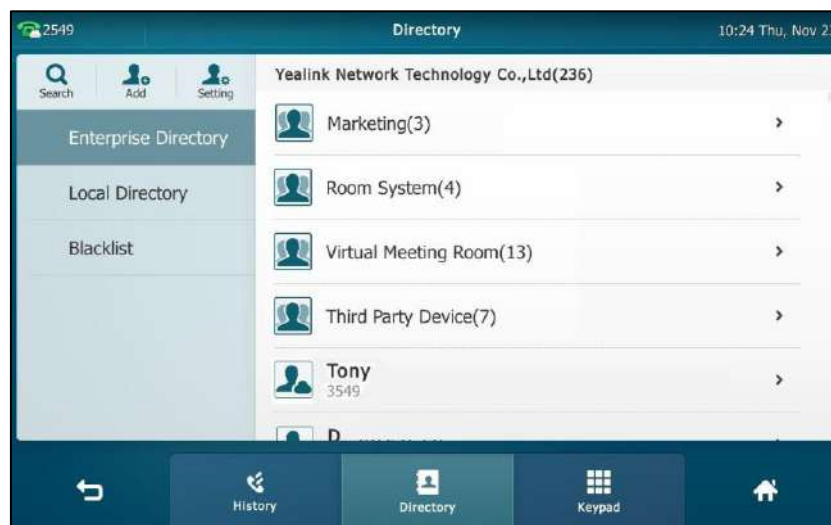 2549
Directory
10:24 Thu, Nov 2
Search
Add
Setting
Enterprise Directory
Local Directory
Blacklist
Yealink Network Technology Co.,Ltd(236)
Marketing(3)
Room System(4)
Virtual Meeting Room(13)
Third Party Device(7)
Tony
3549
D
History
Directory
Keypad